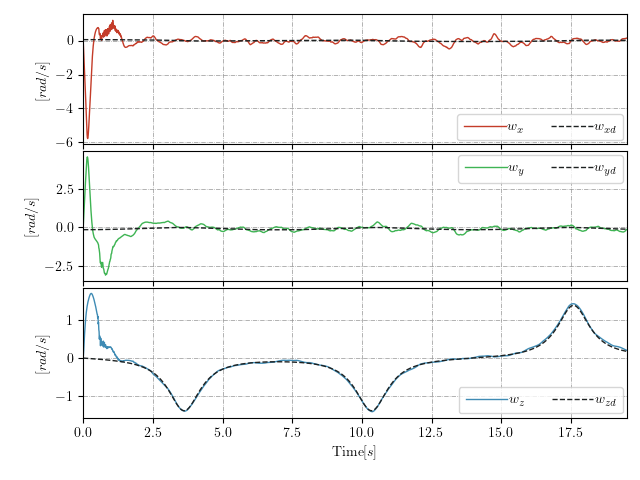 0
−2
−4
−6
[rad/s]
w_x w_xd
2.5
0.0
−2.5
[rad/s]
w_y w_yd
1
0
−1
[rad/s]
w_z w_zd
0.0 2.5 5.0 7.5 10.0 12.5 15.0 17.5
Time[s]